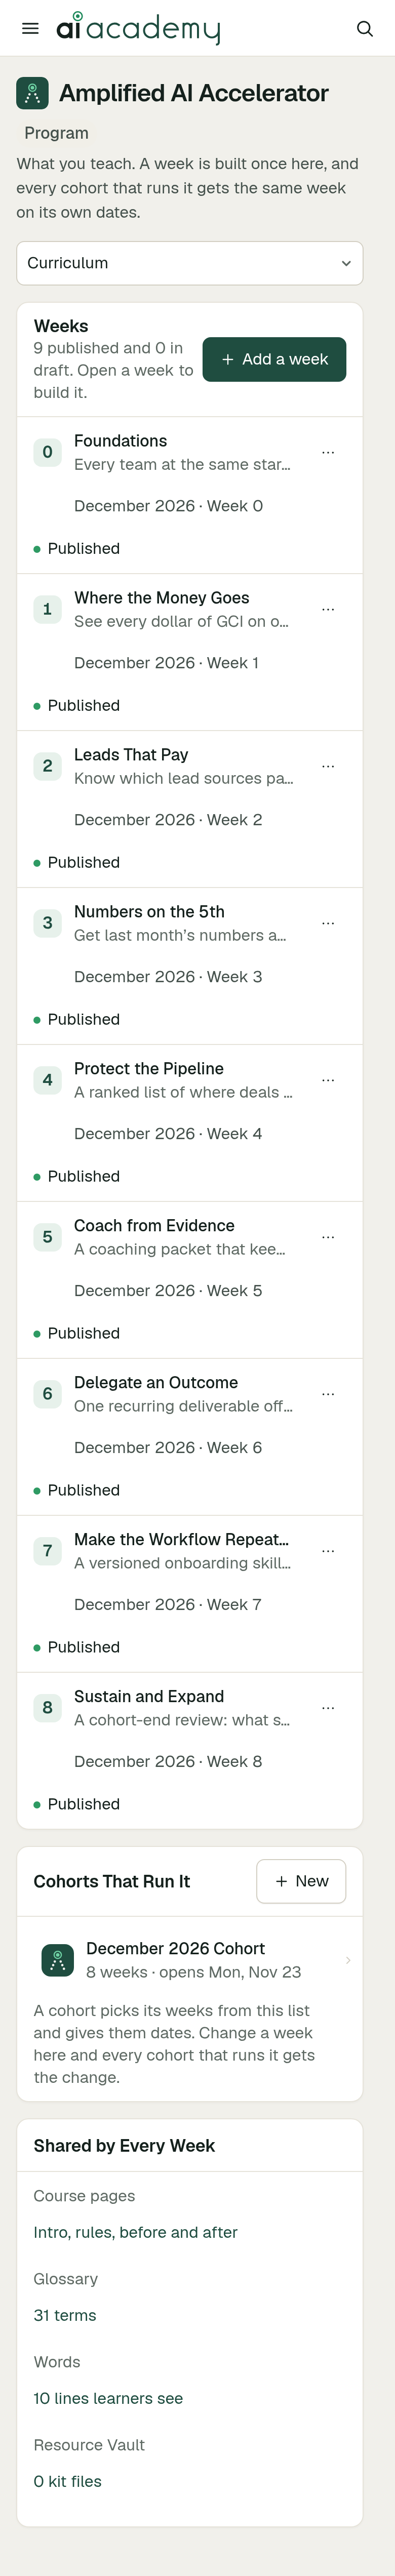 ai academy
Amplified AI Accelerator
Program
What you teach. A week is built once here, and
every cohort that runs it gets the same week
on its own dates.
Curriculum
Weeks
9 published and 0 in
draft. Open a week to
build it.
+ Add a week
0
Foundations
Every team at the same star...
...
December 2026 · Week 0
Published
1
Where the Money Goes
See every dollar of GCI on o...
...
December 2026 · Week 1
Published
2
Leads That Pay
Know which lead sources pa...
...
December 2026 · Week 2
Published
3
Numbers on the 5th
Get last month’s numbers a...
...
December 2026 · Week 3
Published
4
Protect the Pipeline
A ranked list of where deals ...
...
December 2026 · Week 4
Published
5
Coach from Evidence
A coaching packet that kee...
...
December 2026 · Week 5
Published
6
Delegate an Outcome
One recurring deliverable off...
...
December 2026 · Week 6
Published
7
Make the Workflow Repeat...
A versioned onboarding skill...
...
December 2026 · Week 7
Published
8
Sustain and Expand
A cohort-end review: what s...
...
December 2026 · Week 8
Published
Cohorts That Run It
+ New
December 2026 Cohort
8 weeks · opens Mon, Nov 23
A cohort picks its weeks from this list
and gives them dates. Change a week
here and every cohort that runs it gets
the change.
Shared by Every Week
Course pages
Intro, rules, before and after
Glossary
31 terms
Words
10 lines learners see
Resource Vault
0 kit files